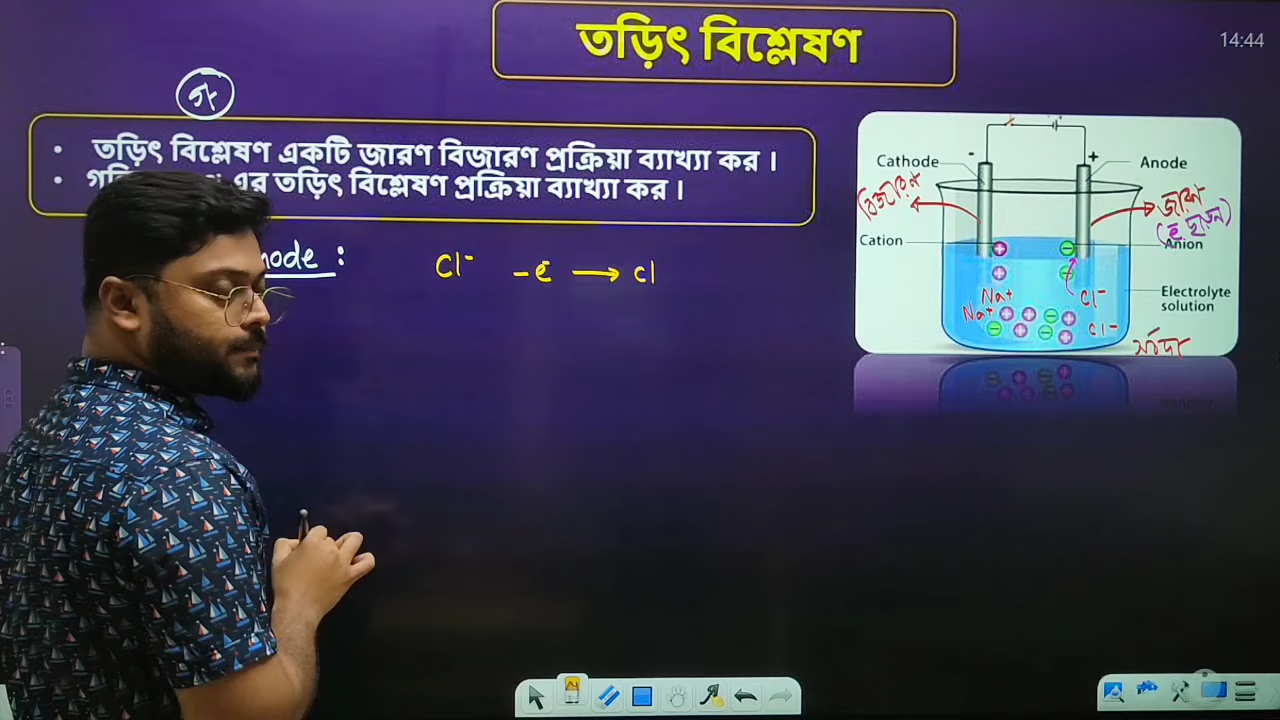 তড়িৎ বিশ্লেষণ
14:44
• তড়িৎ বিশ্লেষণ একটি জারণ বিজারণ প্রক্রিয়া ব্যাখ্যা কর।
• এর তড়িৎ বিশ্লেষণ প্রক্রিয়া ব্যাখ্যা কর।
node :
Cl⁻ -e⁻ → Cl
- +
Cathode
Anode
বিজারণ
জারণ
(e⁻ ছাড়ন)
Cation
Anion
Na+
Cl-
Na+
Cl-
Electrolyte
solution